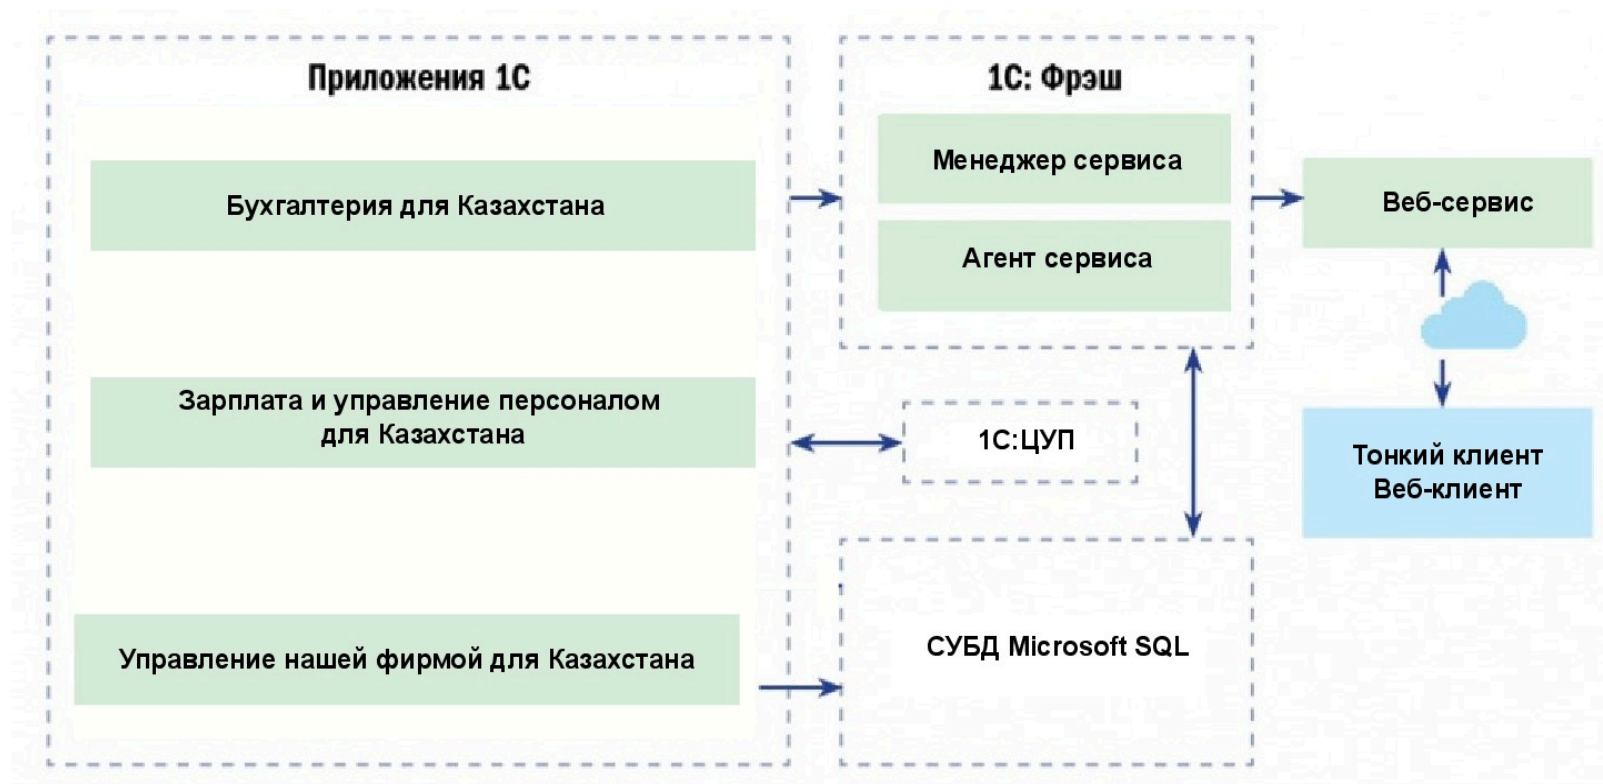 Приложения 1С
Бухгалтерия для Казахстана
Зарплата и управление персоналом
для Казахстана
Управление нашей фирмой для Казахстана
1С: Фрэш
Менеджер сервиса
Агент сервиса
1С:ЦУП
СУБД Microsoft SQL
Веб-сервис
Тонкий клиент
Веб-клиент